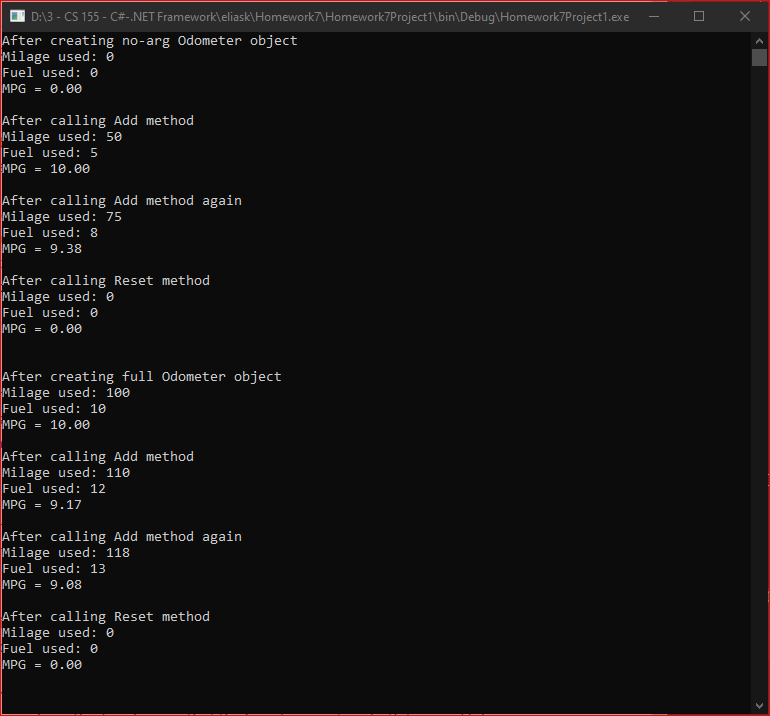 D:\3 - CS 155 - C#-.NET Framework\eliask\Homework7\Homework7Project1\bin\Debug\Homework7Project1.exe
After creating no-arg Odometer object
Milage used: 0
Fuel used: 0
MPG = 0.00
After calling Add method
Milage used: 50
Fuel used: 5
MPG = 10.00
After calling Add method again
Milage used: 75
Fuel used: 8
MPG = 9.38
After calling Reset method
Milage used: 0
Fuel used: 0
MPG = 0.00
After creating full Odometer object
Milage used: 100
Fuel used: 10
MPG = 10.00
After calling Add method
Milage used: 110
Fuel used: 12
MPG = 9.17
After calling Add method again
Milage used: 118
Fuel used: 13
MPG = 9.08
After calling Reset method
Milage used: 0
Fuel used: 0
MPG = 0.00